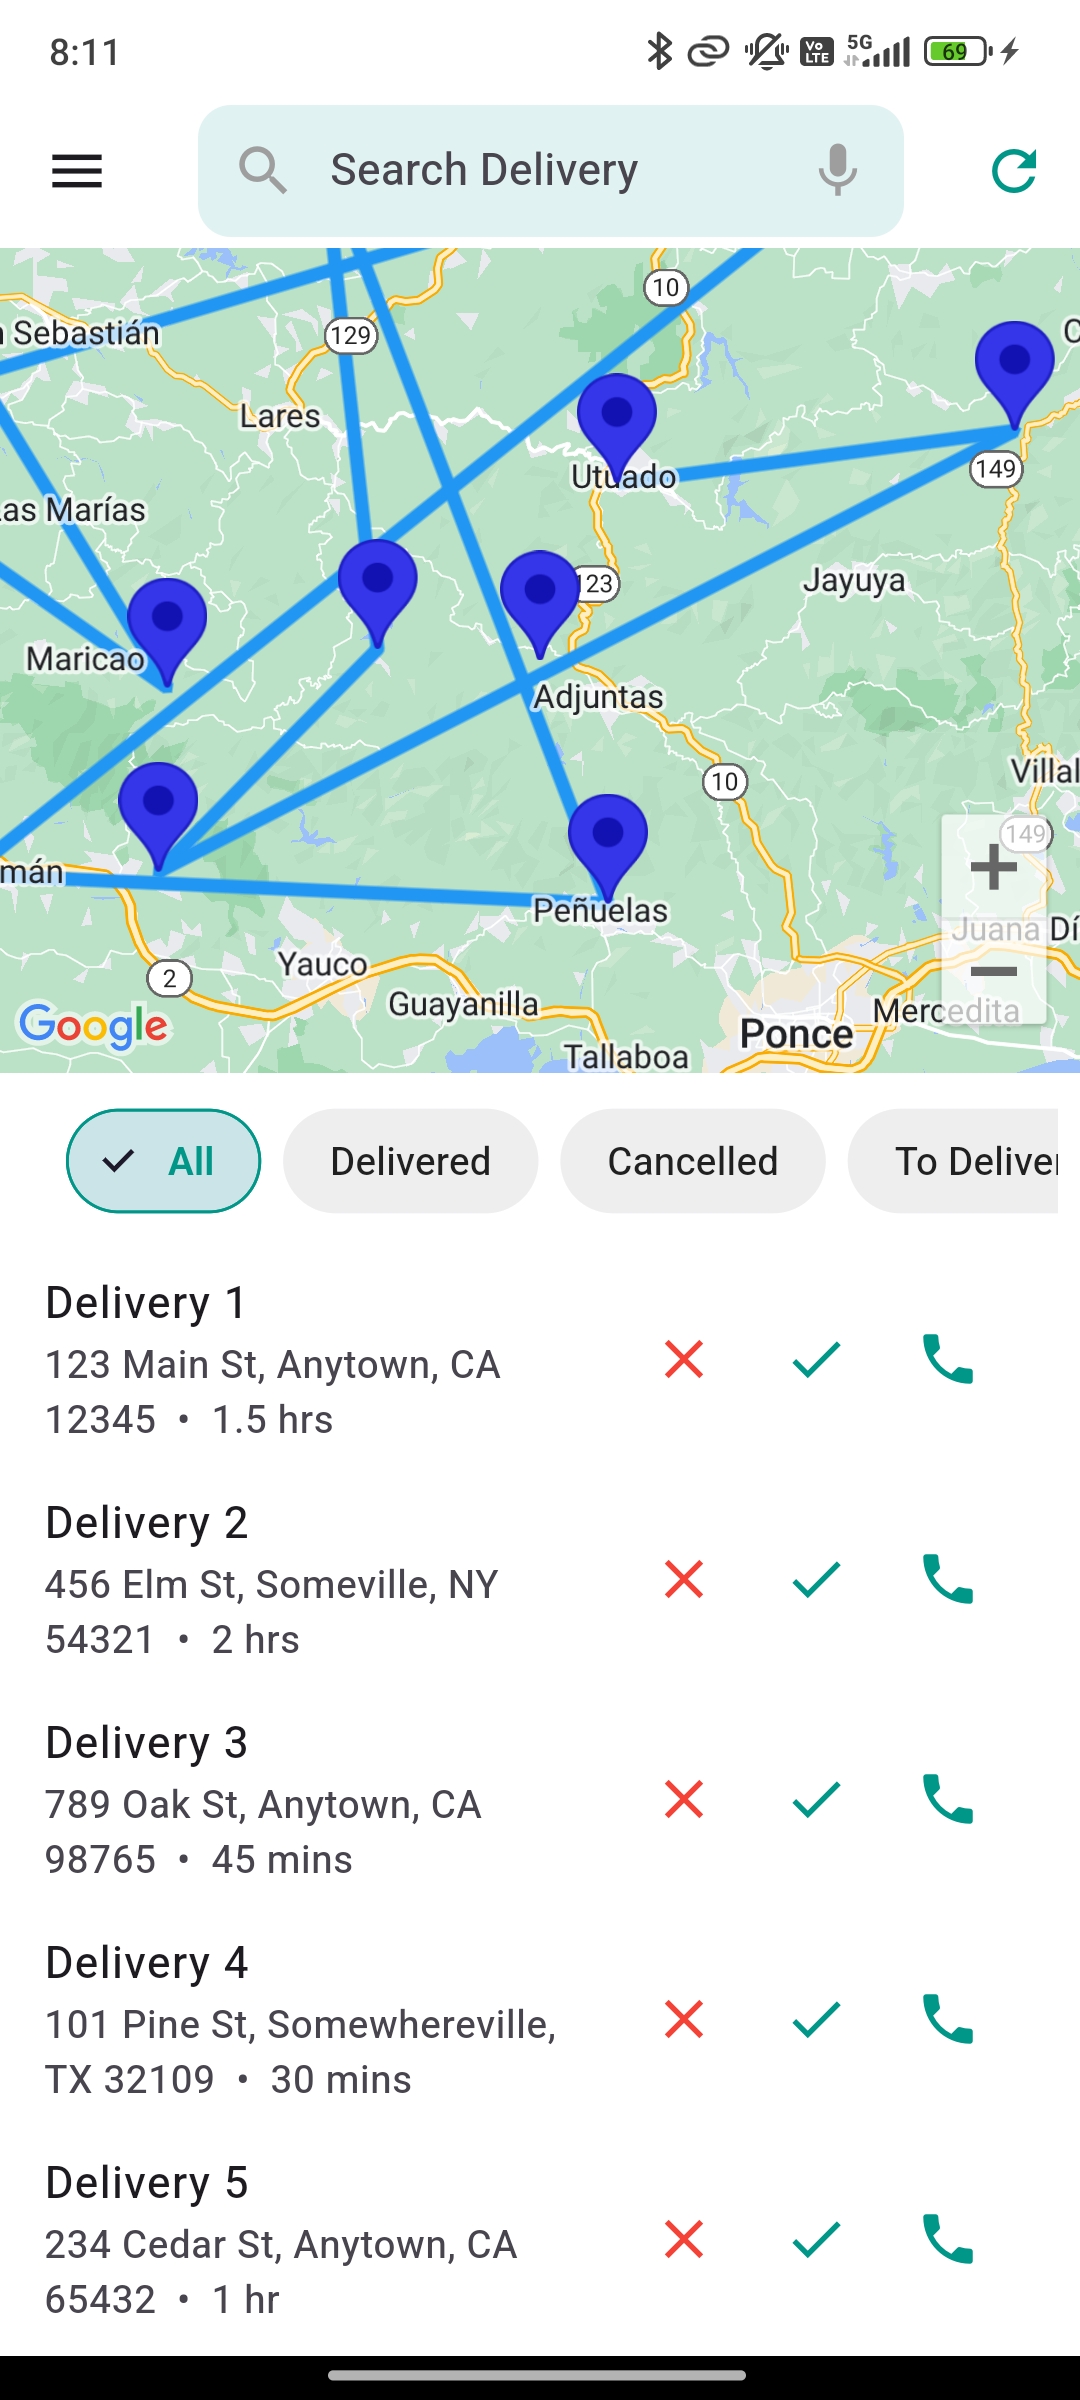 8:11
Vo
LTE
5G
69
Search Delivery
10
129
Sebastián
Lares
149
Utuado
as Marías
123
Jayuya
Maricao
Adjuntas
10
Villal
149
mán
Peñuelas
Juana Dí
Yauco
2
Guayanilla
Mercedita
Google
Ponce
Tallaboa
All
Delivered
Cancelled
To Deliver
Delivery 1
123 Main St, Anytown, CA
12345 • 1.5 hrs
Delivery 2
456 Elm St, Someville, NY
54321 • 2 hrs
Delivery 3
789 Oak St, Anytown, CA
98765 • 45 mins
Delivery 4
101 Pine St, Somewhereville,
TX 32109 • 30 mins
Delivery 5
234 Cedar St, Anytown, CA
65432 • 1 hr